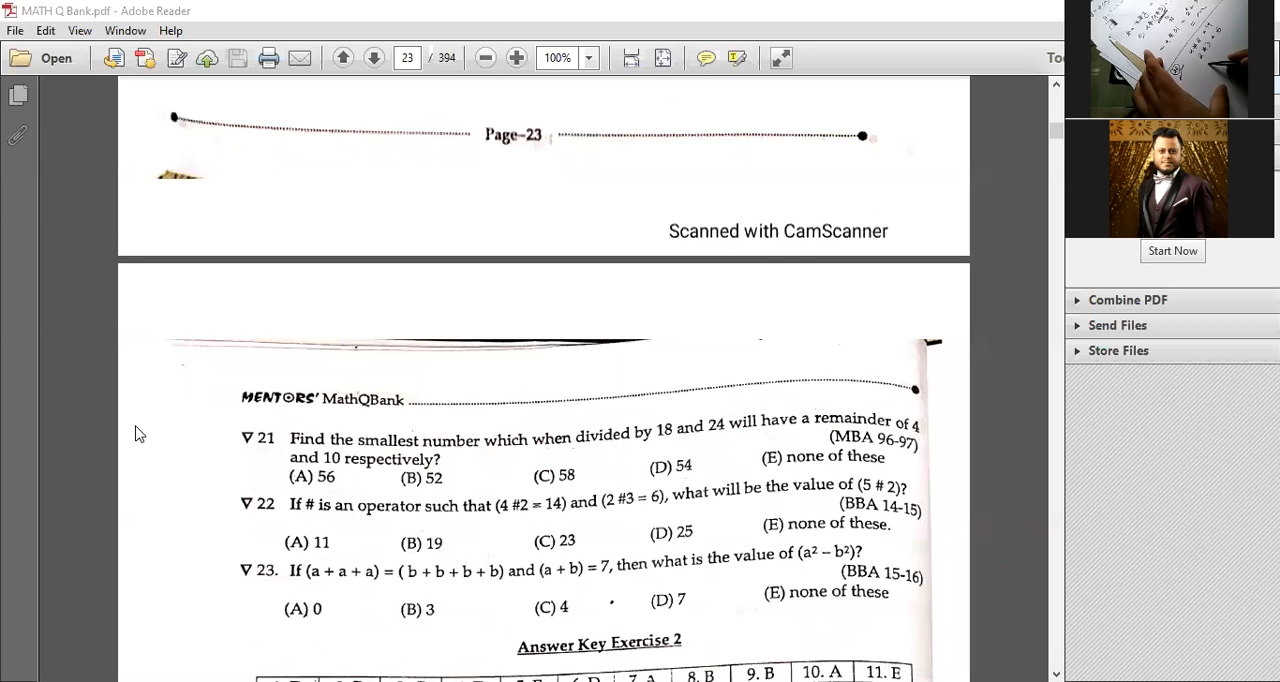 MATH Q Bank.pdf - Adobe Reader
File Edit View Window Help
Open 23 / 394 100%
Page-23
Scanned with CamScanner
MENTORS' MathQBank
∇ 21 Find the smallest number which when divided by 18 and 24 will have a remainder of 4
and 10 respectively? (MBA 96-97)
(A) 56 (B) 52 (C) 58 (D) 54 (E) none of these
∇ 22 If # is an operator such that (4 #2 = 14) and (2 #3 = 6), what will be the value of (5 # 2)?
(BBA 14-15)
(A) 11 (B) 19 (C) 23 (D) 25 (E) none of these.
∇ 23. If (a + a + a) = ( b + b + b + b) and (a + b) = 7, then what is the value of (a² – b²)?
(BBA 15-16)
(A) 0 (B) 3 (C) 4 (D) 7 (E) none of these
Answer Key Exercise 2
8. B 9. B 10. A 11. E
Start Now
Combine PDF
Send Files
Store Files